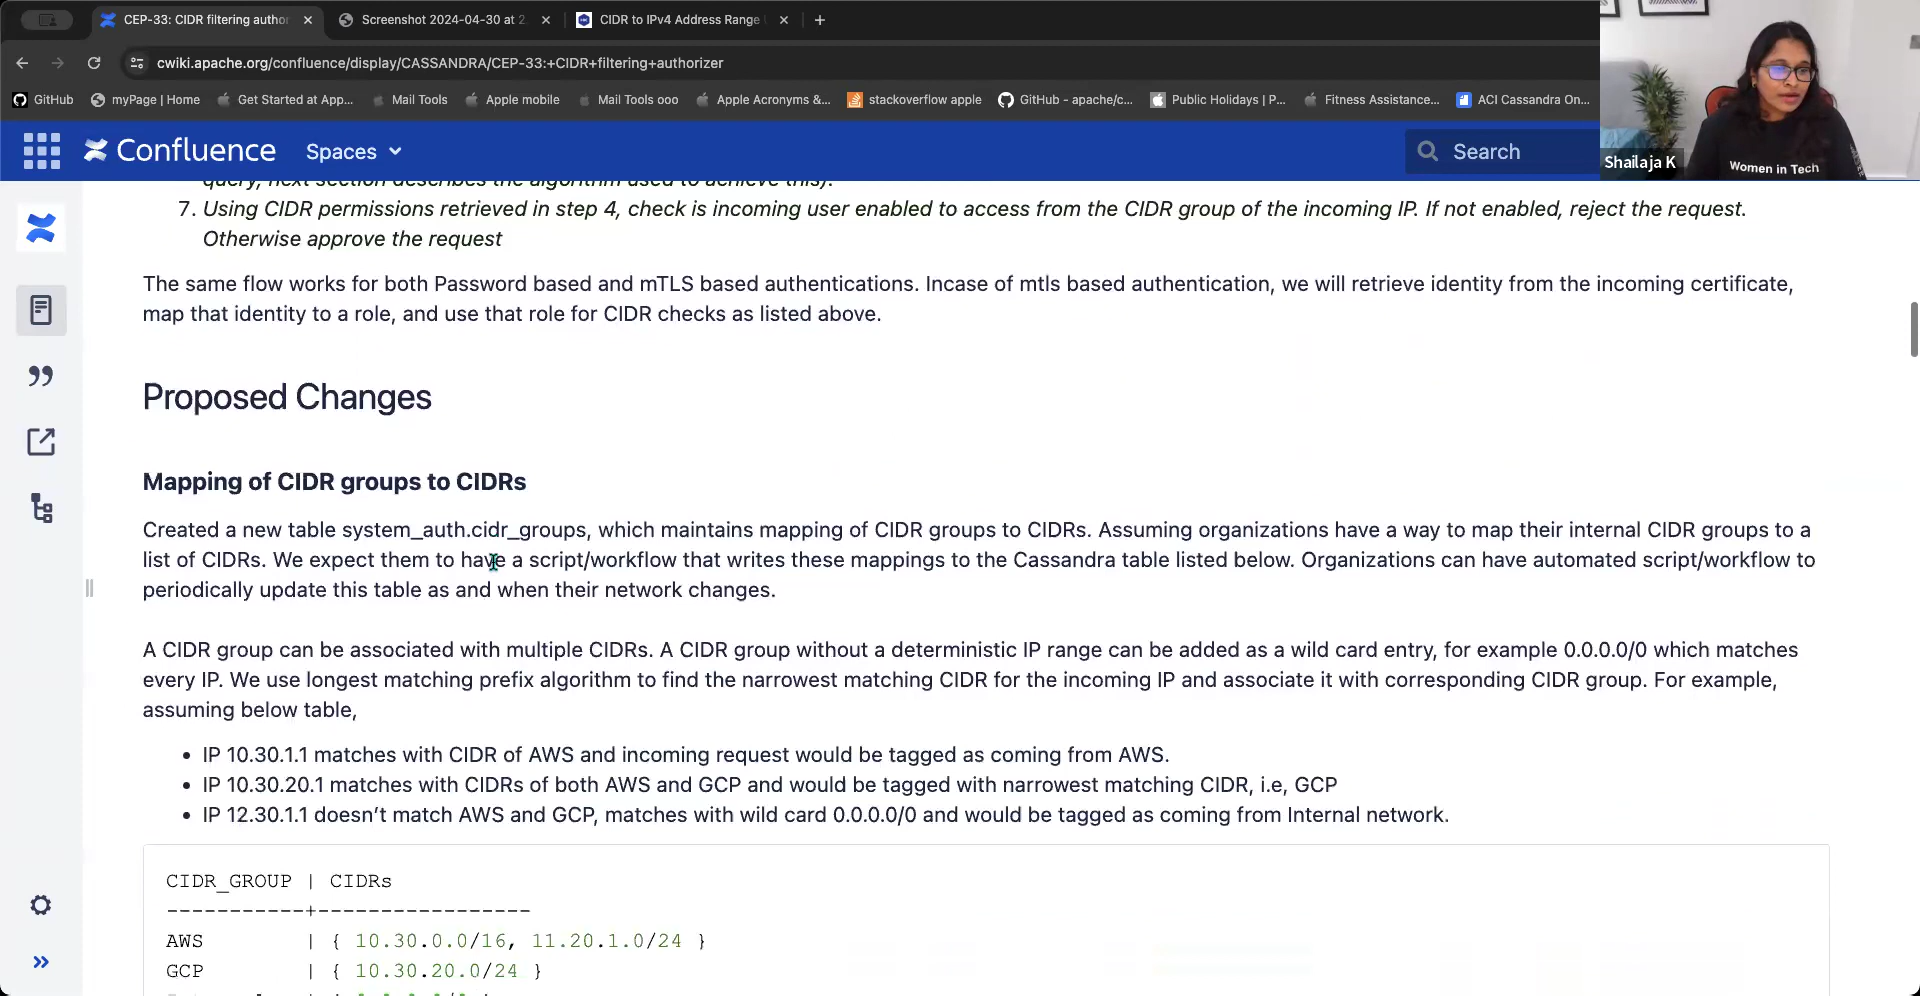 CEP-33: CIDR filtering author
Screenshot 2024-04-30 at 2
CIDR to IPv4 Address Range
cwiki.apache.org/confluence/display/CASSANDRA/CEP-33:+CIDR+filtering+authorizer
GitHub
myPage | Home
Get Started at App...
Mail Tools
Apple mobile
Mail Tools ooo
Apple Acronyms &...
stackoverflow apple
GitHub - apache/c...
Public Holidays | P...
Fitness Assistance...
ACI Cassandra On...
Confluence
Spaces
Search
Shailaja K
Women in Tech
query, next section describes the algorithm used to achieve this).
7. Using CIDR permissions retrieved in step 4, check is incoming user enabled to access from the CIDR group of the incoming IP. If not enabled, reject the request.
Otherwise approve the request
The same flow works for both Password based and mTLS based authentications. Incase of mtls based authentication, we will retrieve identity from the incoming certificate,
map that identity to a role, and use that role for CIDR checks as listed above.
Proposed Changes
Mapping of CIDR groups to CIDRs
Created a new table system_auth.cidr_groups, which maintains mapping of CIDR groups to CIDRs. Assuming organizations have a way to map their internal CIDR groups to a
list of CIDRs. We expect them to have a script/workflow that writes these mappings to the Cassandra table listed below. Organizations can have automated script/workflow to
periodically update this table as and when their network changes.
A CIDR group can be associated with multiple CIDRs. A CIDR group without a deterministic IP range can be added as a wild card entry, for example 0.0.0.0/0 which matches
every IP. We use longest matching prefix algorithm to find the narrowest matching CIDR for the incoming IP and associate it with corresponding CIDR group. For example,
assuming below table,
• IP 10.30.1.1 matches with CIDR of AWS and incoming request would be tagged as coming from AWS.
• IP 10.30.20.1 matches with CIDRs of both AWS and GCP and would be tagged with narrowest matching CIDR, i.e, GCP
• IP 12.30.1.1 doesn't match AWS and GCP, matches with wild card 0.0.0.0/0 and would be tagged as coming from Internal network.
CIDR_GROUP | CIDRs
-----------+-----------------
AWS | { 10.30.0.0/16, 11.20.1.0/24 }
GCP | { 10.30.20.0/24 }